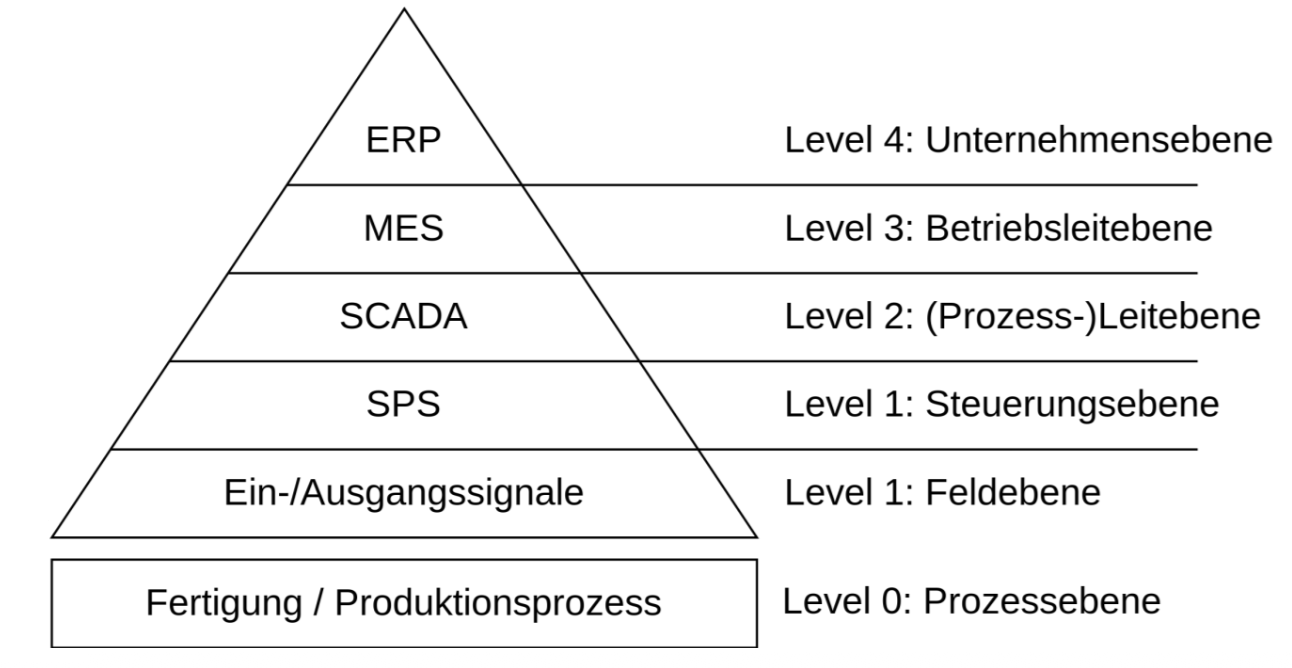 ERP
Level 4: Unternehmensebene
MES
Level 3: Betriebsleitebene
SCADA
Level 2: (Prozess-)Leitebene
SPS
Level 1: Steuerungsebene
Ein-/Ausgangssignale
Level 1: Feldebene
Fertigung / Produktionsprozess
Level 0: Prozessebene